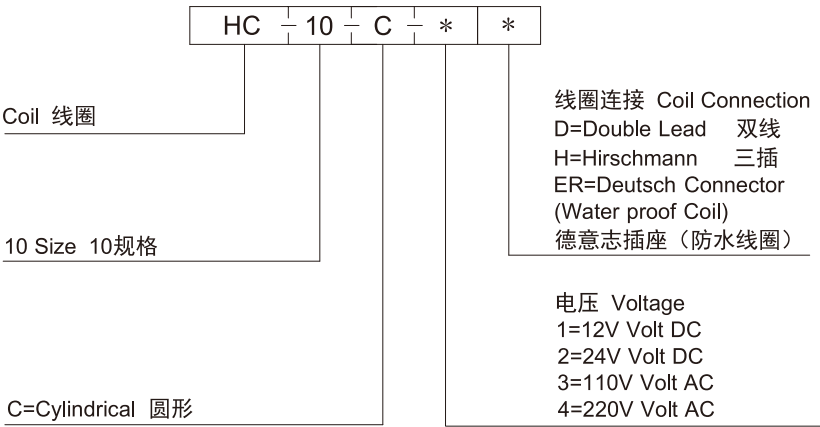 HC - 10 - C - * *
Coil 线圈
10 Size 10规格
C=Cylindrical 圆形
线圈连接 Coil Connection
D=Double Lead 双线
H=Hirschmann 三插
ER=Deutsch Connector
(Water proof Coil)
德意志插座（防水线圈）
电压 Voltage
1=12V Volt DC
2=24V Volt DC
3=110V Volt AC
4=220V Volt AC